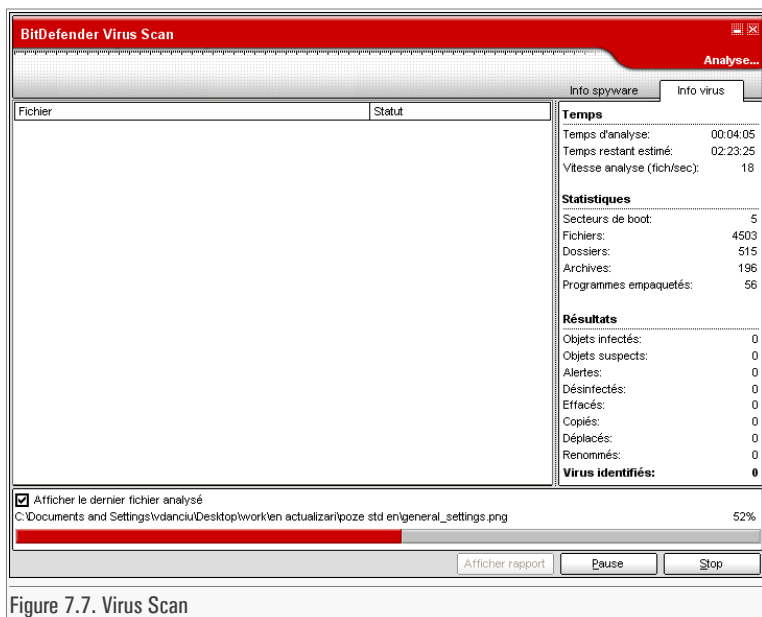 BitDefender Virus Scan
Analyse...
Info spyware Info virus
Fichier Statut
Temps
Temps d'analyse: 00:04:05
Temps restant estimé: 02:23:25
Vitesse analyse (fich/sec): 18
Statistiques
Secteurs de boot: 5
Fichiers: 4503
Dossiers: 515
Archives: 196
Programmes empaquetés: 56
Résultats
Objets infectés: 0
Objets suspects: 0
Alertes: 0
Désinfectés: 0
Effacés: 0
Copiés: 0
Déplacés: 0
Renommés: 0
Virus identifiés: 0
Afficher le dernier fichier analysé
C:\Documents and Settings\vdanciu\Desktop\work\en actualizari\poze std en\general_settings.png 52%
Afficher rapport Pause Stop
Figure 7.7. Virus Scan